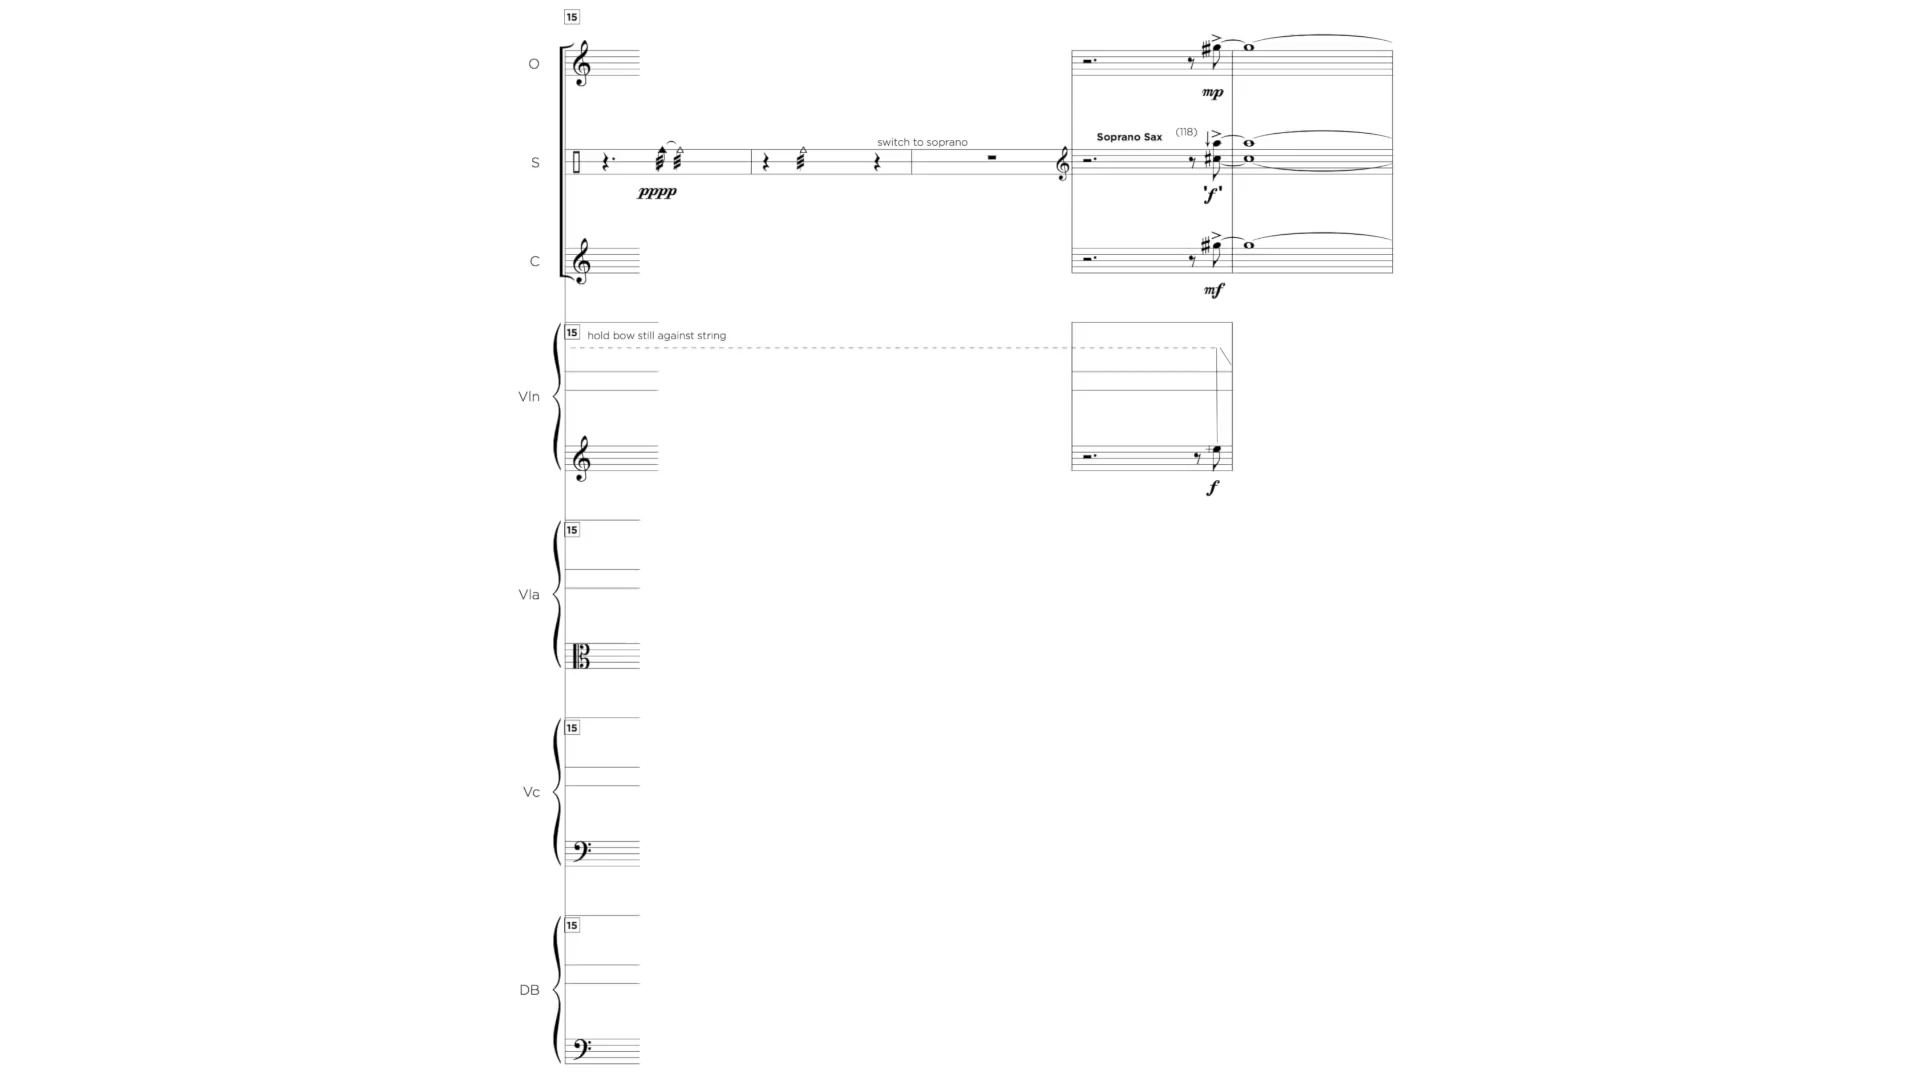 15
O
mp
switch to soprano
Soprano Sax (118)
S
pppp
'f'
C
mf
15 hold bow still against string
Vln
f
15
Vla
15
Vc
15
DB